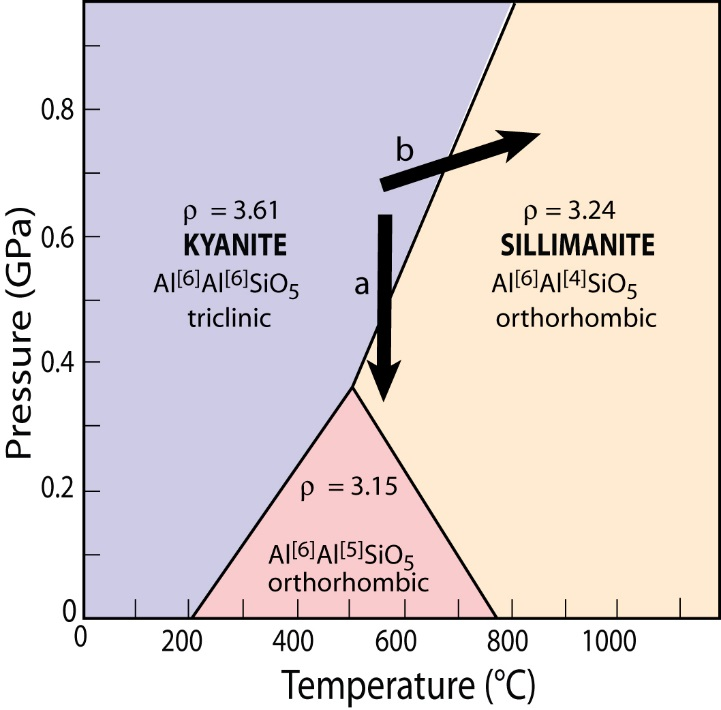 0.8
0.6
0.4
0.2
0
Pressure (GPa)
b
a
ρ = 3.61
KYANITE
Al[6]Al[6]SiO5
triclinic
ρ = 3.24
SILLIMANITE
Al[6]Al[4]SiO5
orthorhombic
ρ = 3.15
Al[6]Al[5]SiO5
orthorhombic
0 200 400 600 800 1000
Temperature (°C)